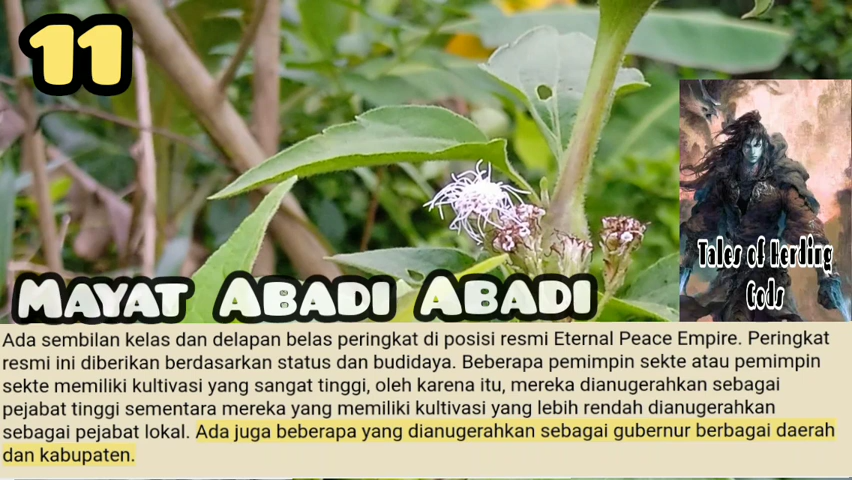 11
Tales of Herding
Gods
Mayat Abadi Abadi
Ada sembilan kelas dan delapan belas peringkat di posisi resmi Eternal Peace Empire. Peringkat
resmi ini diberikan berdasarkan status dan budidaya. Beberapa pemimpin sekte atau pemimpin
sekte memiliki kultivasi yang sangat tinggi, oleh karena itu, mereka dianugerahkan sebagai
pejabat tinggi sementara mereka yang memiliki kultivasi yang lebih rendah dianugerahkan
sebagai pejabat lokal. Ada juga beberapa yang dianugerahkan sebagai gubernur berbagai daerah
dan kabupaten.